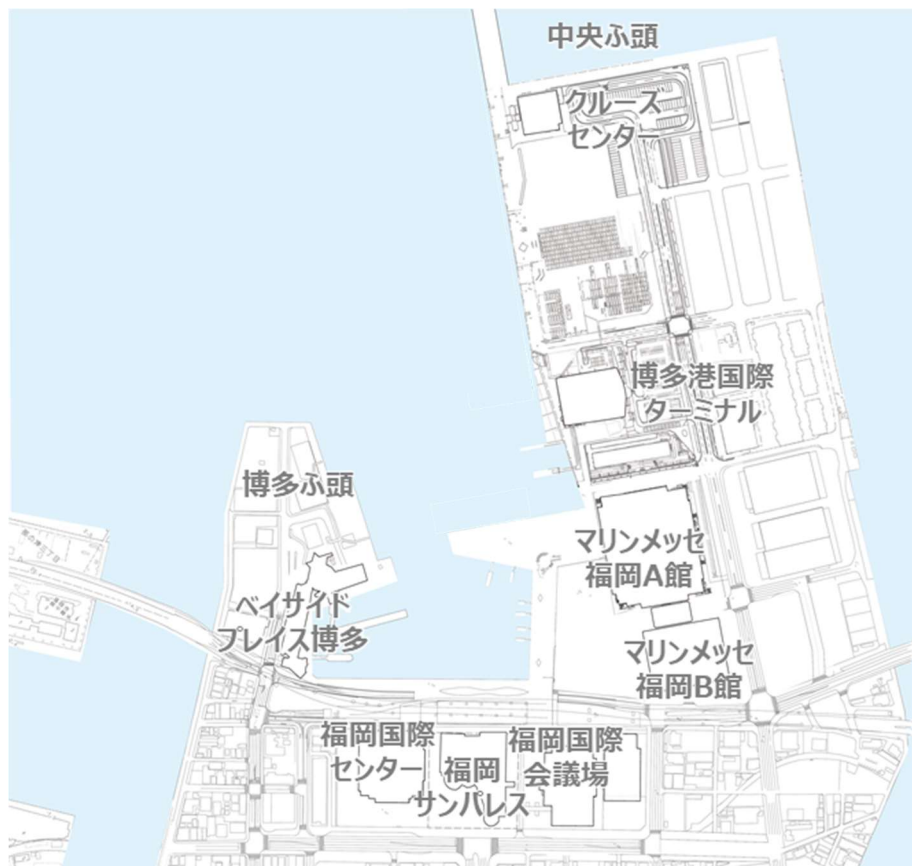 中央ふ頭
クルーズ
センター
博多港国際
ターミナル
博多ふ頭
マリンメッセ
福岡A館
ベイサイド
プレイス博多
マリンメッセ
福岡B館
福岡国際
センター
福岡
サンパレス
福岡国際
会議場